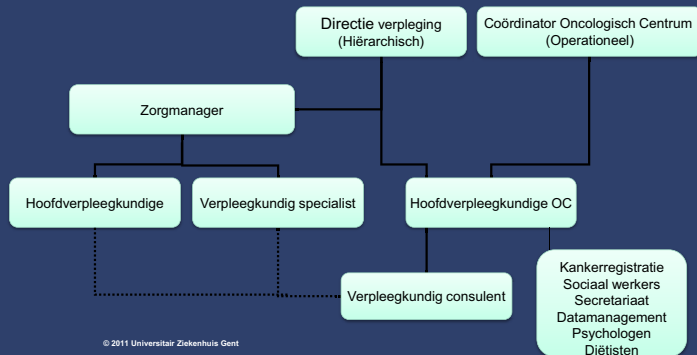 Directie verpleging
(Hiërarchisch)
Coördinator Oncologisch Centrum
(Operationeel)
Zorgmanager
Hoofdverpleegkundige
Verpleegkundig specialist
Hoofdverpleegkundige OC
Verpleegkundig consulent
Kankerregistratie
Sociaal werkers
Secretariaat
Datamanagement
Psychologen
Diëtisten
© 2011 Universitair Ziekenhuis Gent